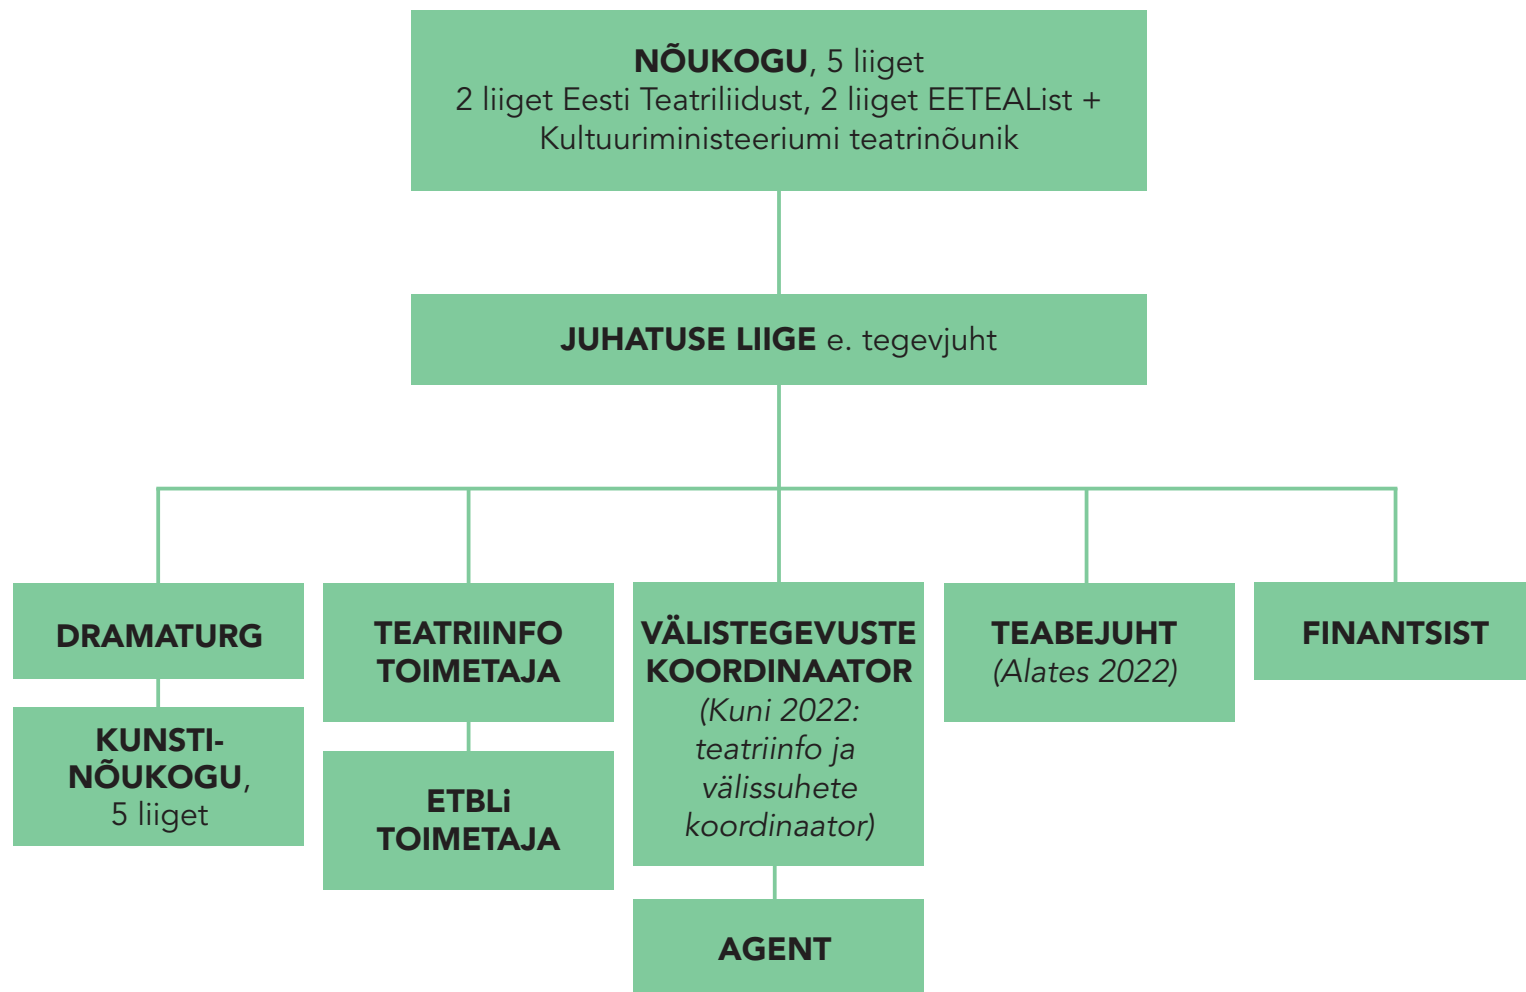 NÕUKOGU, 5 liiget
2 liiget Eesti Teatriliidust, 2 liiget EETEAList +
Kultuuriministeeriumi teatrinõunik
JUHATUSE LIIGE e. tegevjuht
DRAMATURG
KUNSTI-
NÕUKOGU,
5 liiget
TEATRIINFO
TOIMETAJA
ETBLi
TOIMETAJA
VÄLISTEGEVUSTE
KOORDINAATOR
(Kuni 2022:
teatriinfo ja
välissuhete
koordinaator)
AGENT
TEABEJUHT
(Alates 2022)
FINANTSIST